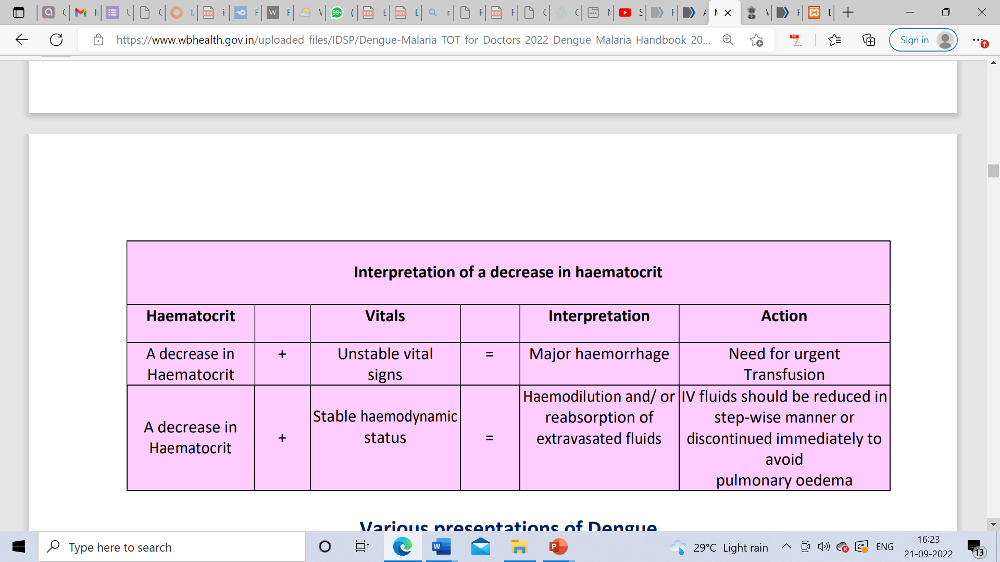 https://www.wbhealth.gov.in/uploaded_files/IDSP/Dengue-Malaria_TOT_for_Doctors_2022_Dengue_Malaria_Handbook_20...
Sign in
Interpretation of a decrease in haematocrit
Haematocrit Vitals Interpretation Action
A decrease in
Haematocrit
+
Unstable vital
signs
=
Major haemorrhage
Need for urgent
Transfusion
A decrease in
Haematocrit
+
Stable haemodynamic
status
=
Haemodilution and/ or
reabsorption of
extravasated fluids
IV fluids should be reduced in
step-wise manner or
discontinued immediately to
avoid
pulmonary oedema
Various presentations of Dengue
Type here to search
29°C Light rain
ENG
16:23
21-09-2022
13